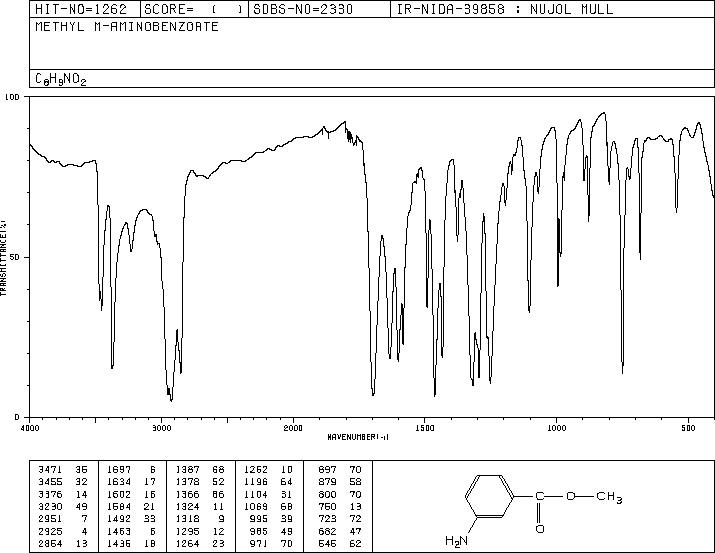 HIT-NO=1262 SCORE= ( ) SDBS-NO=2330 IR-NIDA-39858 : NUJOL MULL
METHYL M-AMINOBENZOATE
C8H9NO2
100
50
0
TRANSMITTANCE(%)
4000 3000 2000 1500 1000 500
WAVENUMBER(-1)
3471 35 1697 6 1387 68 1252 10 897 70
3455 32 1634 17 1378 52 1196 64 879 58
3376 14 1602 16 1366 66 1104 31 800 70
3230 49 1584 21 1324 11 1069 68 750 13
2951 7 1492 33 1318 9 995 39 723 72
2925 4 1463 6 1295 12 985 49 682 47
2854 13 1436 18 1264 23 971 70 545 62
C O CH3
O
H2N